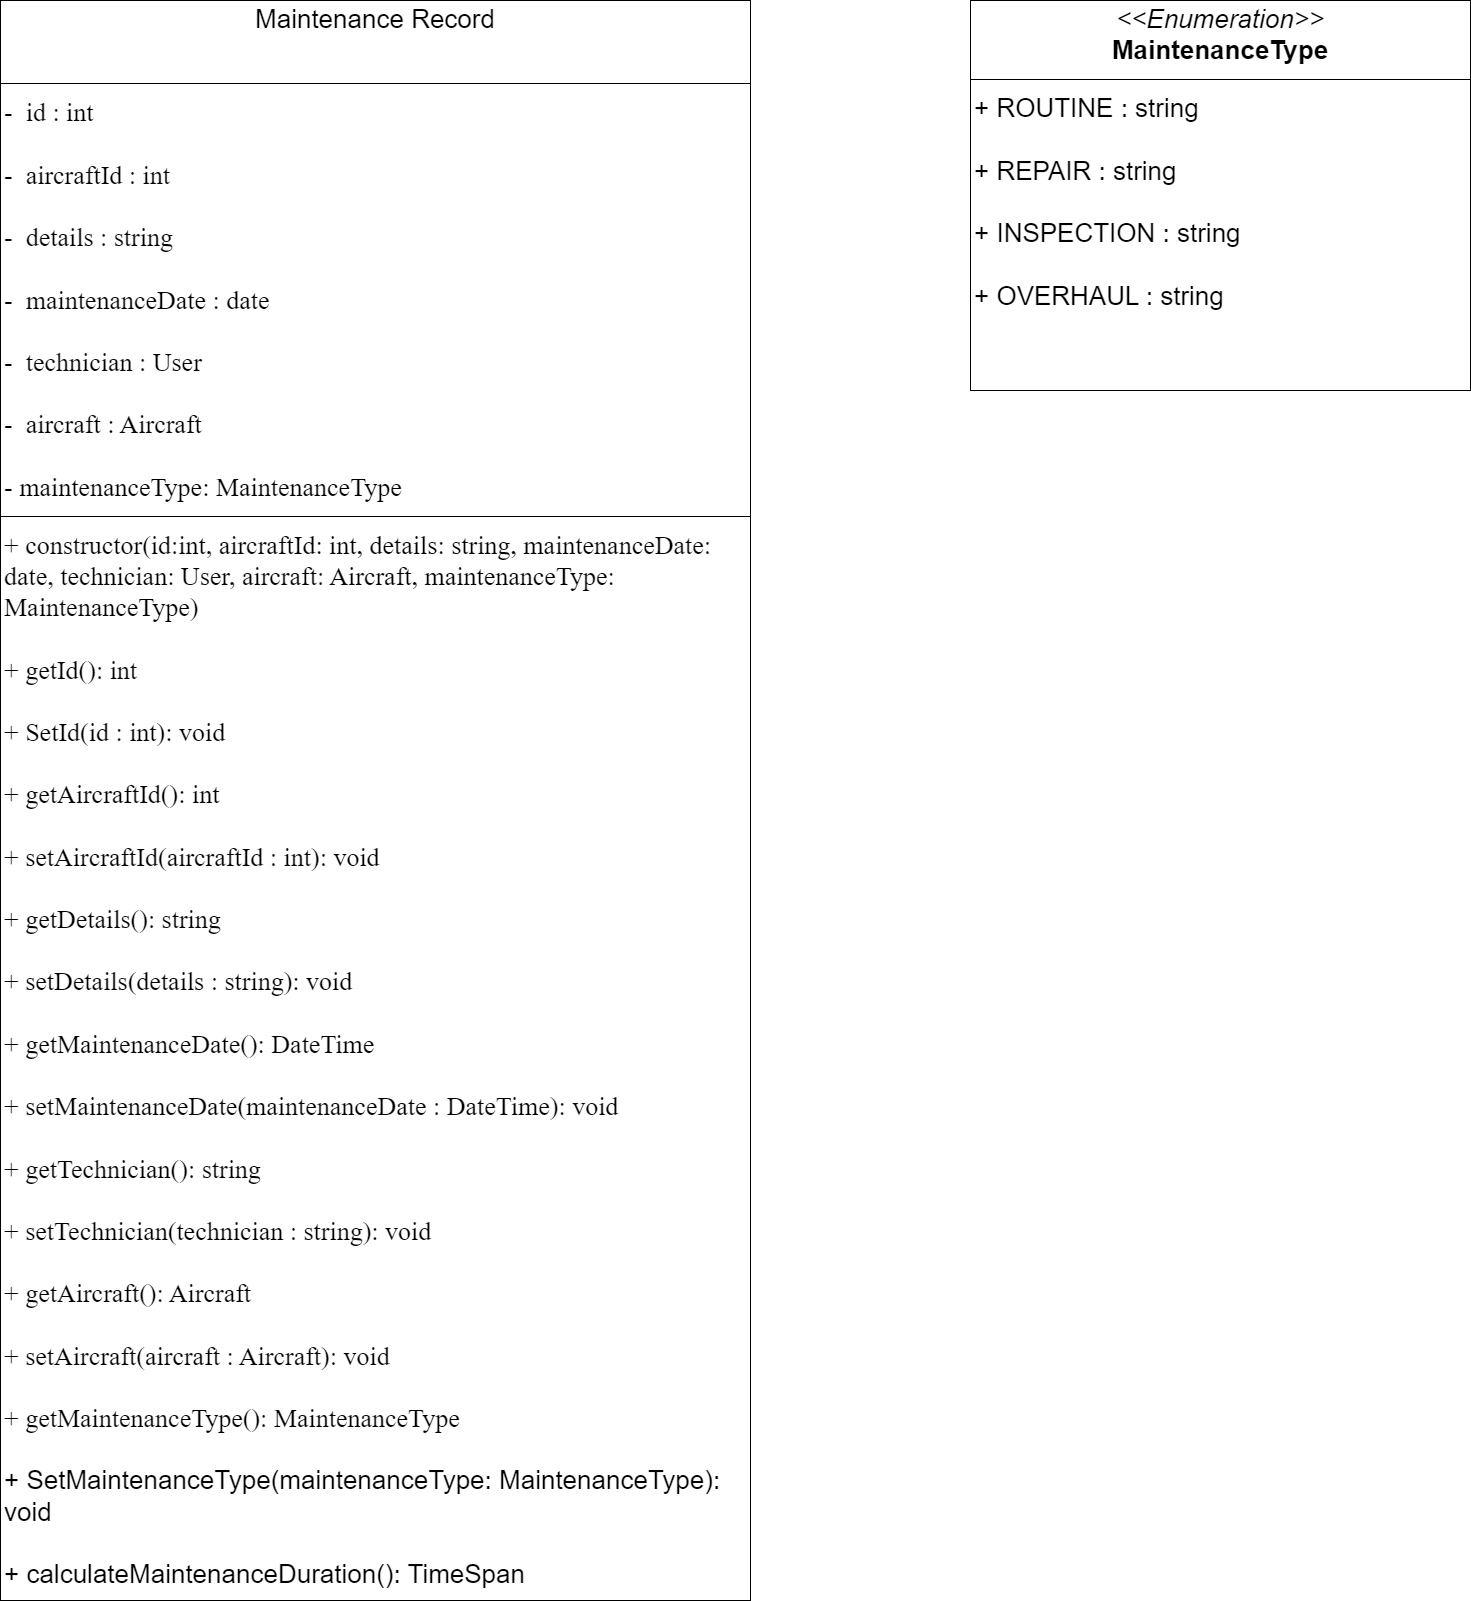 Maintenance Record
- id : int
- aircraftId : int
- details : string
- maintenanceDate : date
- technician : User
- aircraft : Aircraft
- maintenanceType: MaintenanceType
+ constructor(id:int, aircraftId: int, details: string, maintenanceDate:
date, technician: User, aircraft: Aircraft, maintenanceType:
MaintenanceType)
+ getId(): int
+ SetId(id : int): void
+ getAircraftId(): int
+ setAircraftId(aircraftId : int): void
+ getDetails(): string
+ setDetails(details : string): void
+ getMaintenanceDate(): DateTime
+ setMaintenanceDate(maintenanceDate : DateTime): void
+ getTechnician(): string
+ setTechnician(technician : string): void
+ getAircraft(): Aircraft
+ setAircraft(aircraft : Aircraft): void
+ getMaintenanceType(): MaintenanceType
+ SetMaintenanceType(maintenanceType: MaintenanceType):
void
+ calculateMaintenanceDuration(): TimeSpan
<<Enumeration>>
MaintenanceType
+ ROUTINE : string
+ REPAIR : string
+ INSPECTION : string
+ OVERHAUL : string